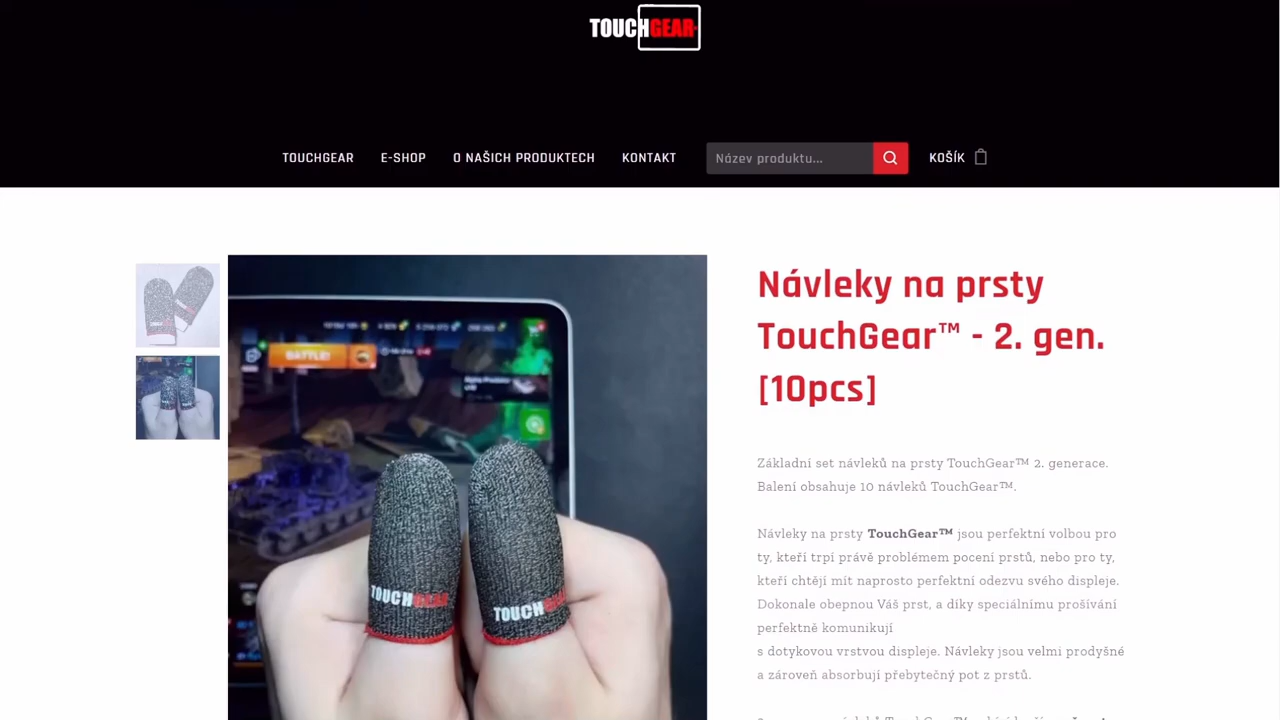 TOUCHGEAR
TOUCHGEAR
E-SHOP
O NAŠICH PRODUKTECH
KONTAKT
Název produktu...
KOŠÍK
BATTLE!
TOUCHGEAR
TOUCHGEAR
Návleky na prsty
TouchGear™ - 2. gen.
[10pcs]
Základní set návleků na prsty TouchGear™ 2. generace.
Balení obsahuje 10 návleků TouchGear™.
Návleky na prsty TouchGear™ jsou perfektní volbou pro
ty, kteří trpí právě problémem pocení prstů, nebo pro ty,
kteří chtějí mít naprosto perfektní odezvu svého displeje.
Dokonale obepnou Váš prst, a díky speciálnímu prošívání
perfektně komunikují
s dotykovou vrstvou displeje. Návleky jsou velmi prodyšné
a zároveň absorbují přebytečný pot z prstů.